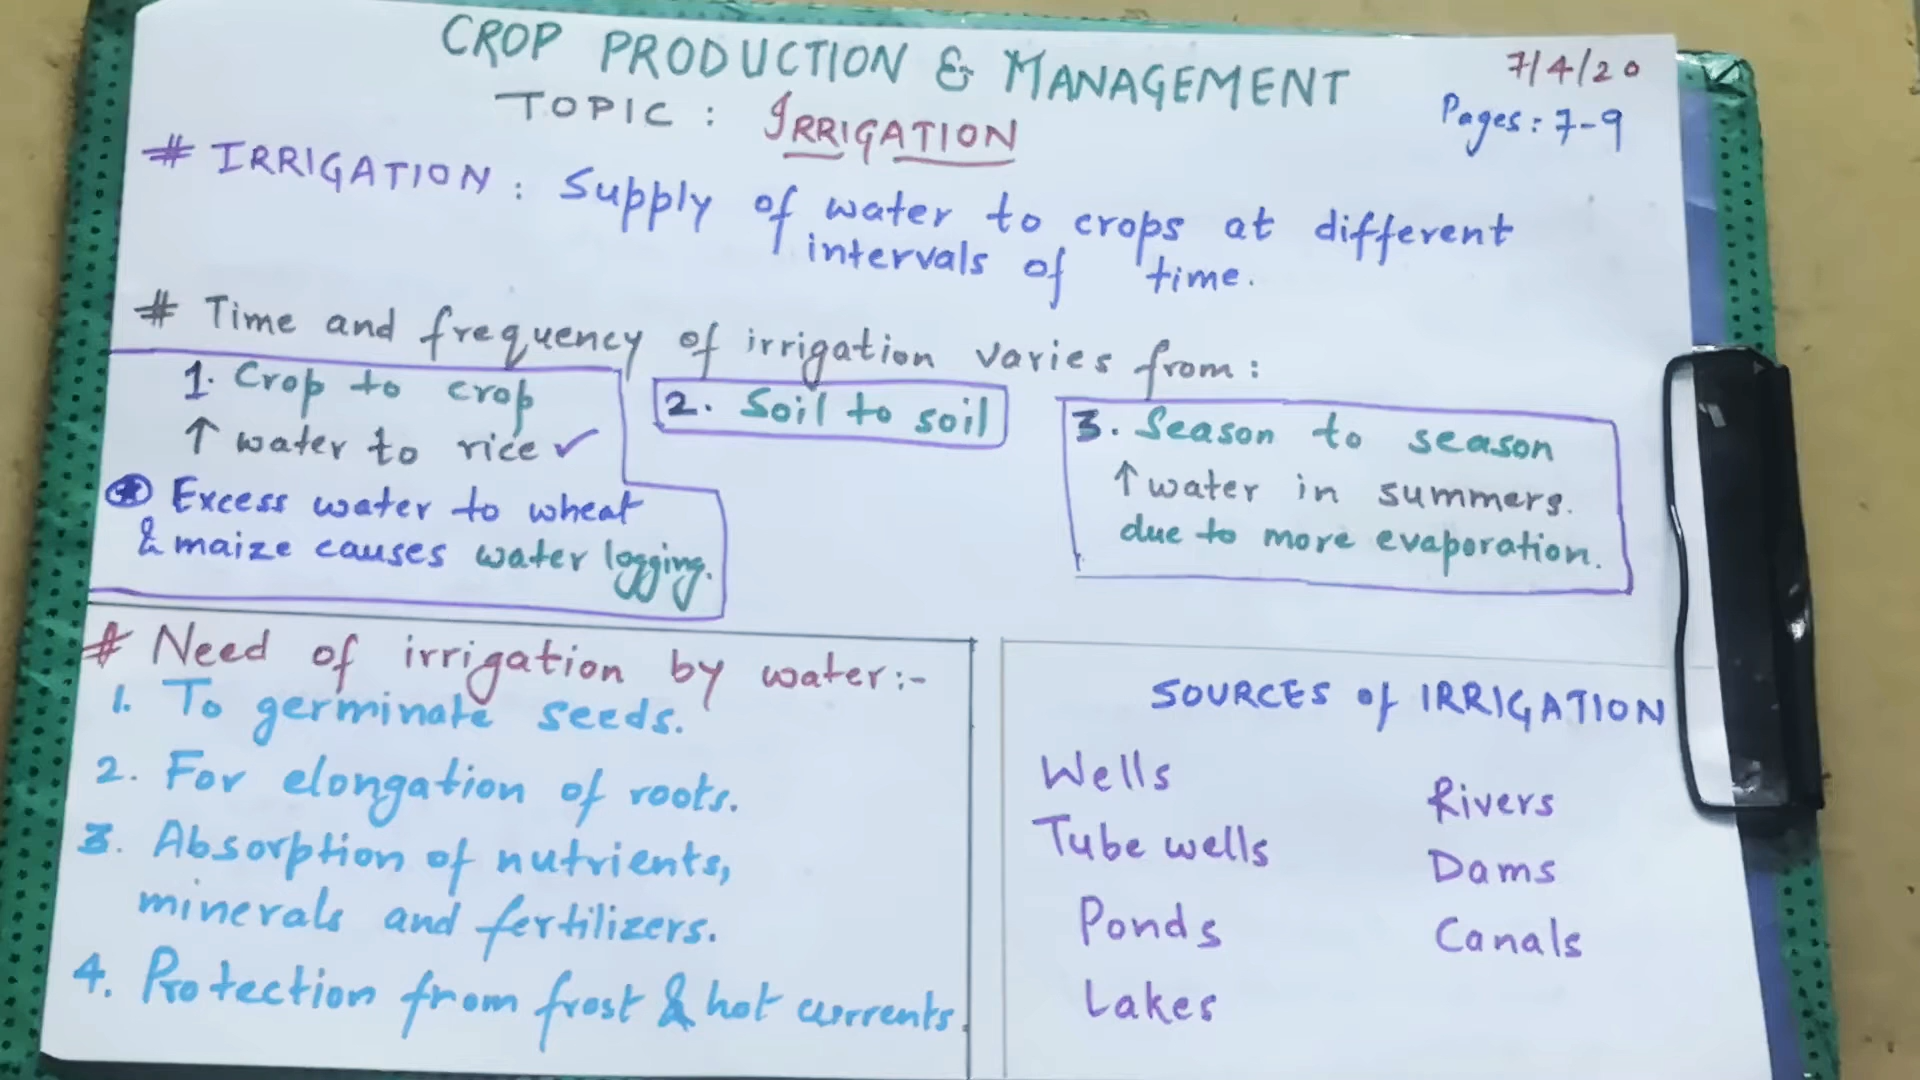 CROP PRODUCTION & MANAGEMENT
7/4/20
TOPIC : IRRIGATION
Pages: 7-9
# IRRIGATION : Supply of water to crops at different
intervals of time.
# Time and frequency of irrigation varies from:
1. Crop to crop
↑ water to rice ✓
Excess water to wheat
& maize causes water logging.
2. Soil to soil
3. Season to season
↑ water in summers.
due to more evaporation.
# Need of irrigation by water:-
1. To germinate seeds.
2. For elongation of roots.
3. Absorption of nutrients,
minerals and fertilizers.
4. Protection from frost & hot currents.
SOURCES of IRRIGATION
Wells
Tube wells
Ponds
Lakes
Rivers
Dams
Canals